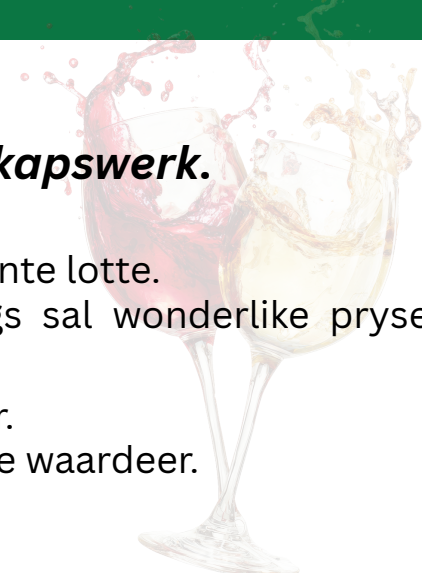 kapswerk.
nte lotte.
gs sal wonderlike pryse
r.
e waardeer.